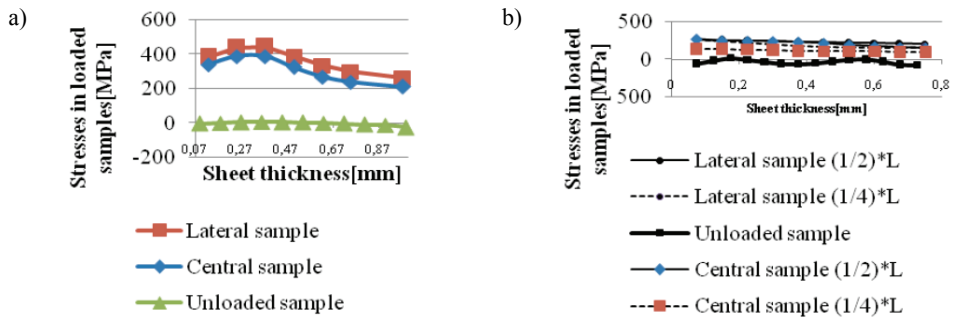 a)
Stresses in loaded
samples[MPa]
600
400
200
0
-200
0,07 0,27 0,47 0,67 0,87
Sheet thickness[mm]
Lateral sample
Central sample
Unloaded sample
b)
Stresses in loaded
samples[MPa]
500
0
500
0 0,2 0,4 0,6 0,8
Sheet thickness[mm]
Lateral sample (1/2)*L
Lateral sample (1/4)*L
Unloaded sample
Central sample (1/2)*L
Central sample (1/4)*L